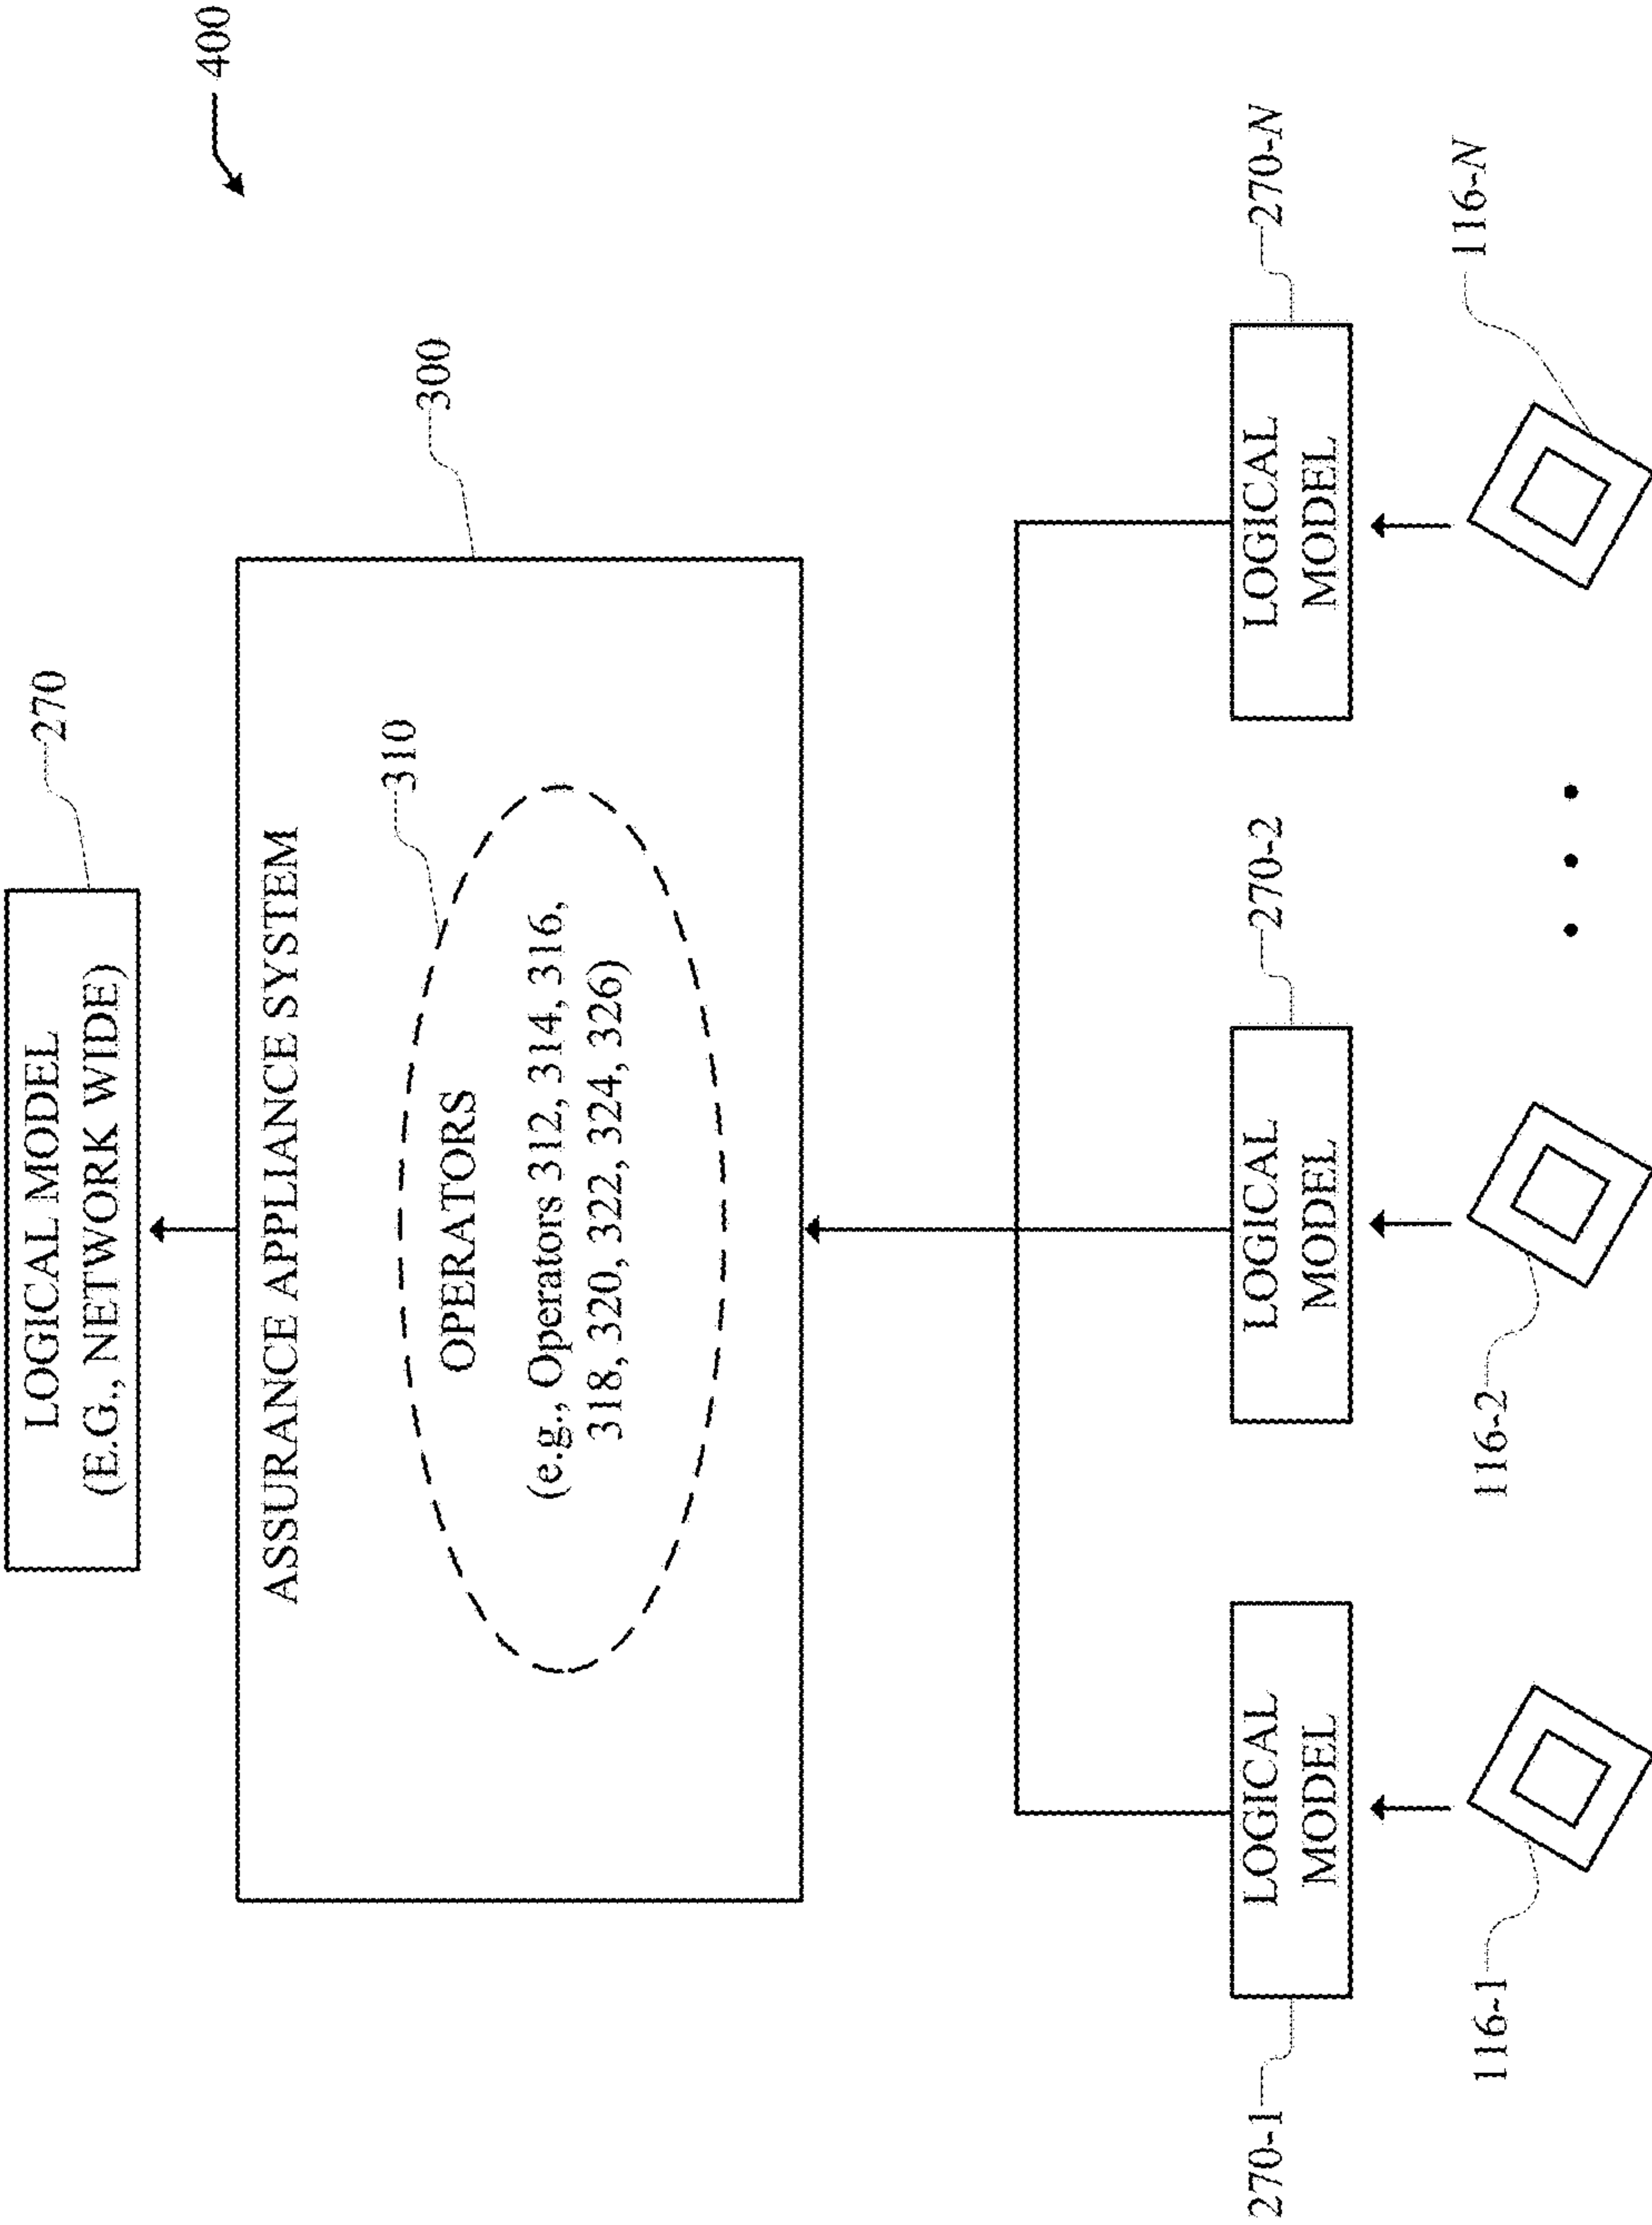 400
LOGICAL MODEL
(E.G., NETWORK WIDE)
270
ASSURANCE APPLIANCE SYSTEM
300
310
OPERATORS
(e.g., Operators 312, 314, 316,
318, 320, 322, 324, 326)
270-1
LOGICAL
MODEL
LOGICAL
MODEL
270-2
LOGICAL
MODEL
270-N
116-1
116-2
116-N